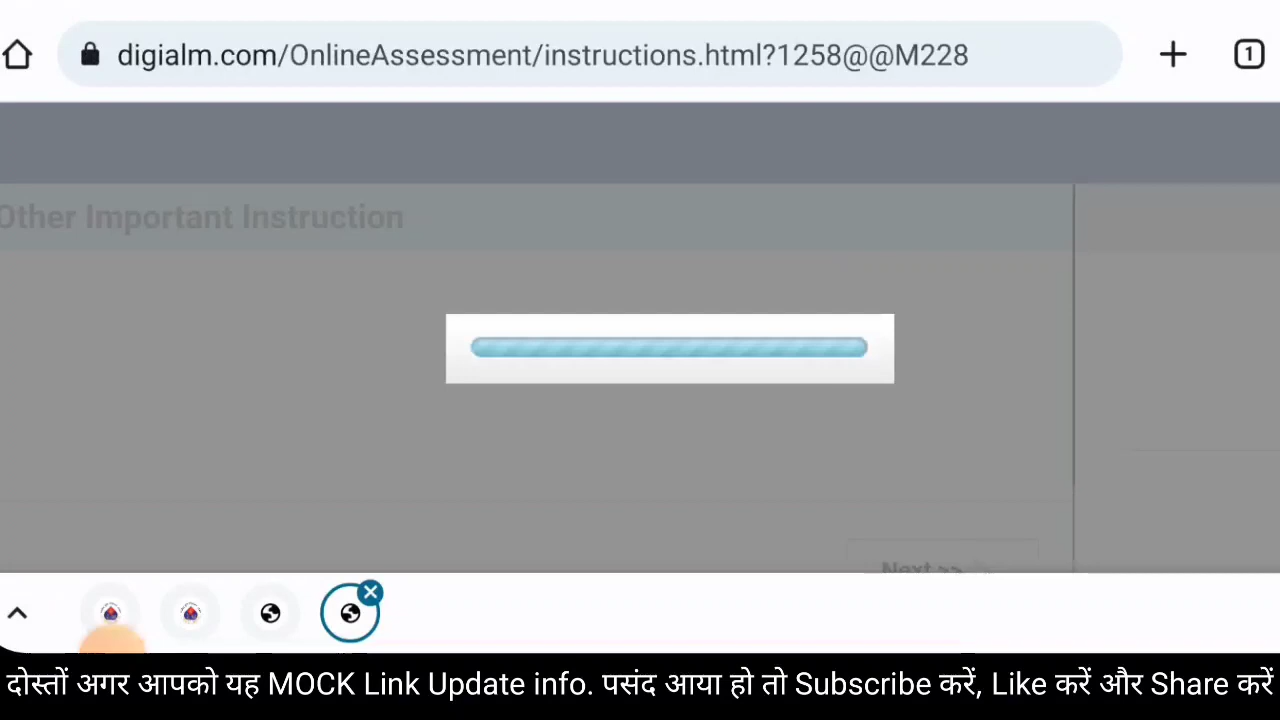 digialm.com/OnlineAssessment/instructions.html?1258@@M228
1
Other Important Instruction
Next >>
दोस्तों अगर आपको यह MOCK Link Update info. पसंद आया हो तो Subscribe करें, Like करें और Share करें